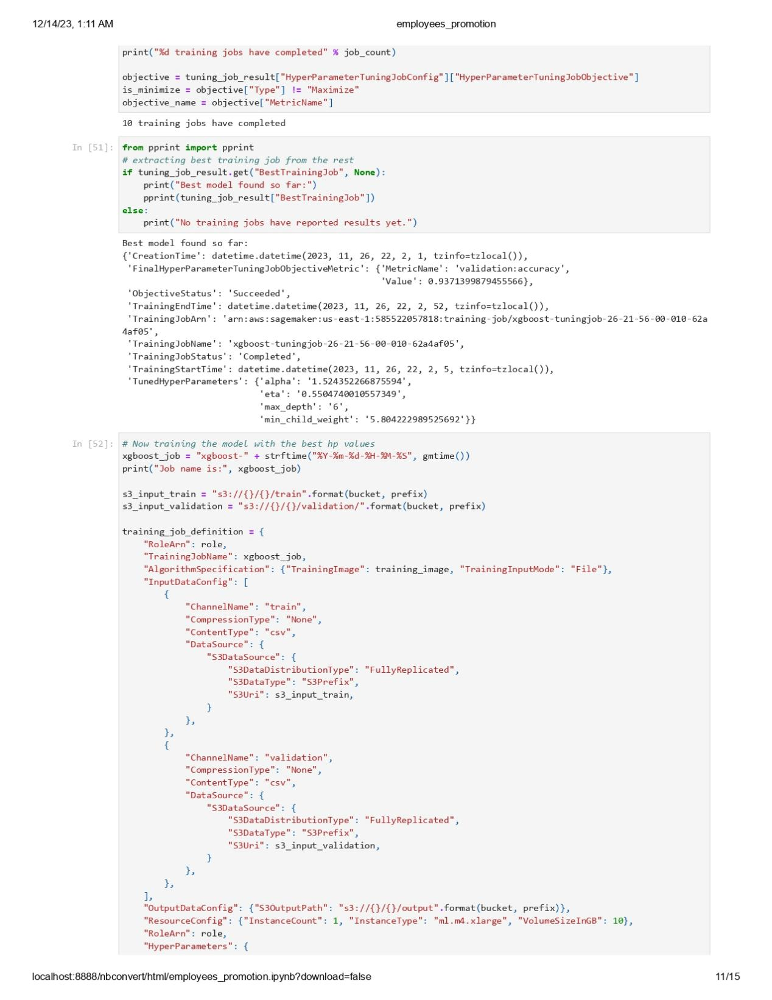 12/14/23, 1:11 AM employees_promotion
print("%d training jobs have completed" % job_count)
objective = tuning_job_result["HyperParameterTuningJobConfig"]["HyperParameterTuningJobObjective"]
is_minimize = objective["Type"] != "Maximize"
objective_name = objective["MetricName"]
10 training jobs have completed
In [51]: from pprint import pprint
# extracting best training job from the rest
if tuning_job_result.get("BestTrainingJob", None):
    print("Best model found so far:")
    pprint(tuning_job_result["BestTrainingJob"])
else:
    print("No training jobs have reported results yet.")
Best model found so far:
{'CreationTime': datetime.datetime(2023, 11, 26, 22, 2, 1, tzinfo=tzlocal()),
 'FinalHyperParameterTuningJobObjectiveMetric': {'MetricName': 'validation:accuracy',
                                                 'Value': 0.9371399879455566},
 'ObjectiveStatus': 'Succeeded',
 'TrainingEndTime': datetime.datetime(2023, 11, 26, 22, 2, 52, tzinfo=tzlocal()),
 'TrainingJobArn': 'arn:aws:sagemaker:us-east-1:585522057818:training-job/xgboost-tuningjob-26-21-56-00-010-62a
4af05',
 'TrainingJobName': 'xgboost-tuningjob-26-21-56-00-010-62a4af05',
 'TrainingJobStatus': 'Completed',
 'TrainingStartTime': datetime.datetime(2023, 11, 26, 22, 2, 5, tzinfo=tzlocal()),
 'TunedHyperParameters': {'alpha': '1.524352266875594',
                          'eta': '0.5504740010557349',
                          'max_depth': '6',
                          'min_child_weight': '5.804222989525692'}}
In [52]: # Now training the model with the best hp values
xgboost_job = "xgboost-" + strftime("%Y-%m-%d-%H-%M-%S", gmtime())
print("Job name is:", xgboost_job)
s3_input_train = "s3://{}/{}/train".format(bucket, prefix)
s3_input_validation = "s3://{}/{}/validation/".format(bucket, prefix)
training_job_definition = {
    "RoleArn": role,
    "TrainingJobName": xgboost_job,
    "AlgorithmSpecification": {"TrainingImage": training_image, "TrainingInputMode": "File"},
    "InputDataConfig": [
        {
            "ChannelName": "train",
            "CompressionType": "None",
            "ContentType": "csv",
            "DataSource": {
                "S3DataSource": {
                    "S3DataDistributionType": "FullyReplicated",
                    "S3DataType": "S3Prefix",
                    "S3Uri": s3_input_train,
                }
            },
        },
        {
            "ChannelName": "validation",
            "CompressionType": "None",
            "ContentType": "csv",
            "DataSource": {
                "S3DataSource": {
                    "S3DataDistributionType": "FullyReplicated",
                    "S3DataType": "S3Prefix",
                    "S3Uri": s3_input_validation,
                }
            },
        },
    ],
    "OutputDataConfig": {"S3OutputPath": "s3://{}/{}/output".format(bucket, prefix)},
    "ResourceConfig": {"InstanceCount": 1, "InstanceType": "ml.m4.xlarge", "VolumeSizeInGB": 10},
    "RoleArn": role,
    "HyperParameters": {
localhost:8888/nbconvert/html/employees_promotion.ipynb?download=false 11/15